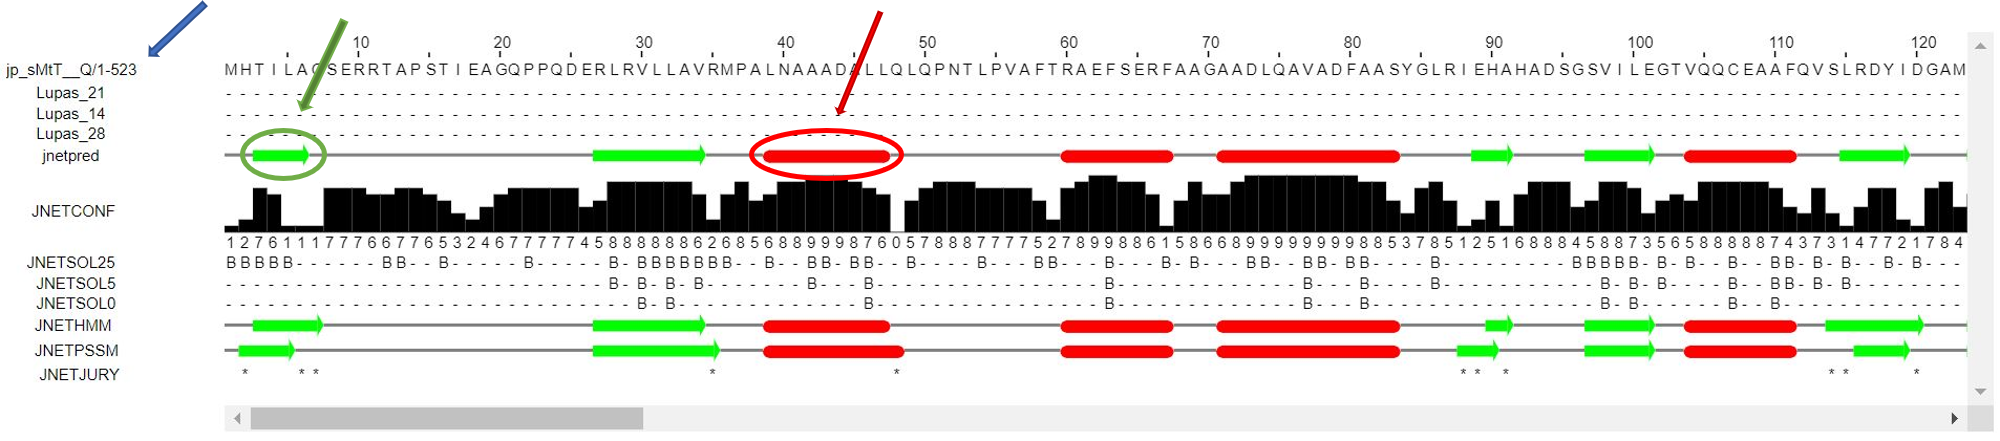 10 20 30 40 50 60 70 80 90 100 110 120
jp_sMtT__Q/1-523 MHTILAGSERRTAPSTIEAGQPPQDERLRVLLAVRMPALNAAADALLQLQPNTLPVAFTRAEFSERFAAGAADLQAVADFAASYGLRIEHAHADSGSVILEGTVQQCEAAFQVSLRDYIDGAM
Lupas_21 ---------------------------------------------------------------------------------------------------------------------------
Lupas_14 ---------------------------------------------------------------------------------------------------------------------------
Lupas_28 ---------------------------------------------------------------------------------------------------------------------------
jnetpred
JNETCONF
127611177766776532467777745888888626856889998760578887777527899886158668999999998853785125168884588735658888874373147721784
JNETSOL25 BBBBB------BB--------B-----B-BBBBBBB--B--BB-BB--B----B---BB---B---B-B---BB--BB-BB----B---------BBBBB-B-B--B--BB-B-B--B-B---
JNETSOL5 ---------------------------B-B-B-B-------B---B----------------B-------------B---B----B-----------B-B-B----B--BB-B-B--------
JNETSOL0 -----------------------------B-B-------------B----------------B-------------B---B----------------B-B------B--B-------------
JNETHMM
JNETPSSM
JNETJURY * * * * * * * * * * *